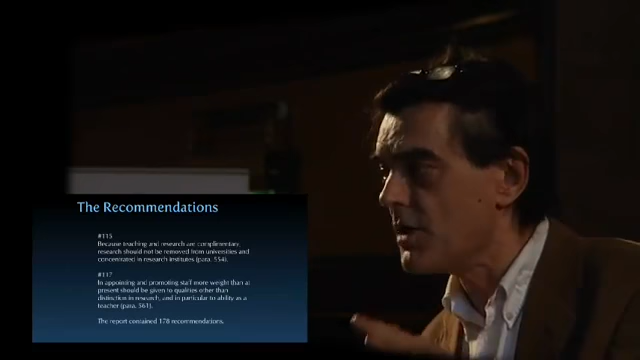 The Recommendations
#115
Because teaching and research are complimentary,
research should not be removed from universities and
concentrated in research institutes (para. 554).
#117
In appointing and promoting staff more weight than at
present should be given to qualities other than
distinction in research, and in particular to ability as a
teacher (para. 561).
The report contained 178 recommendations.